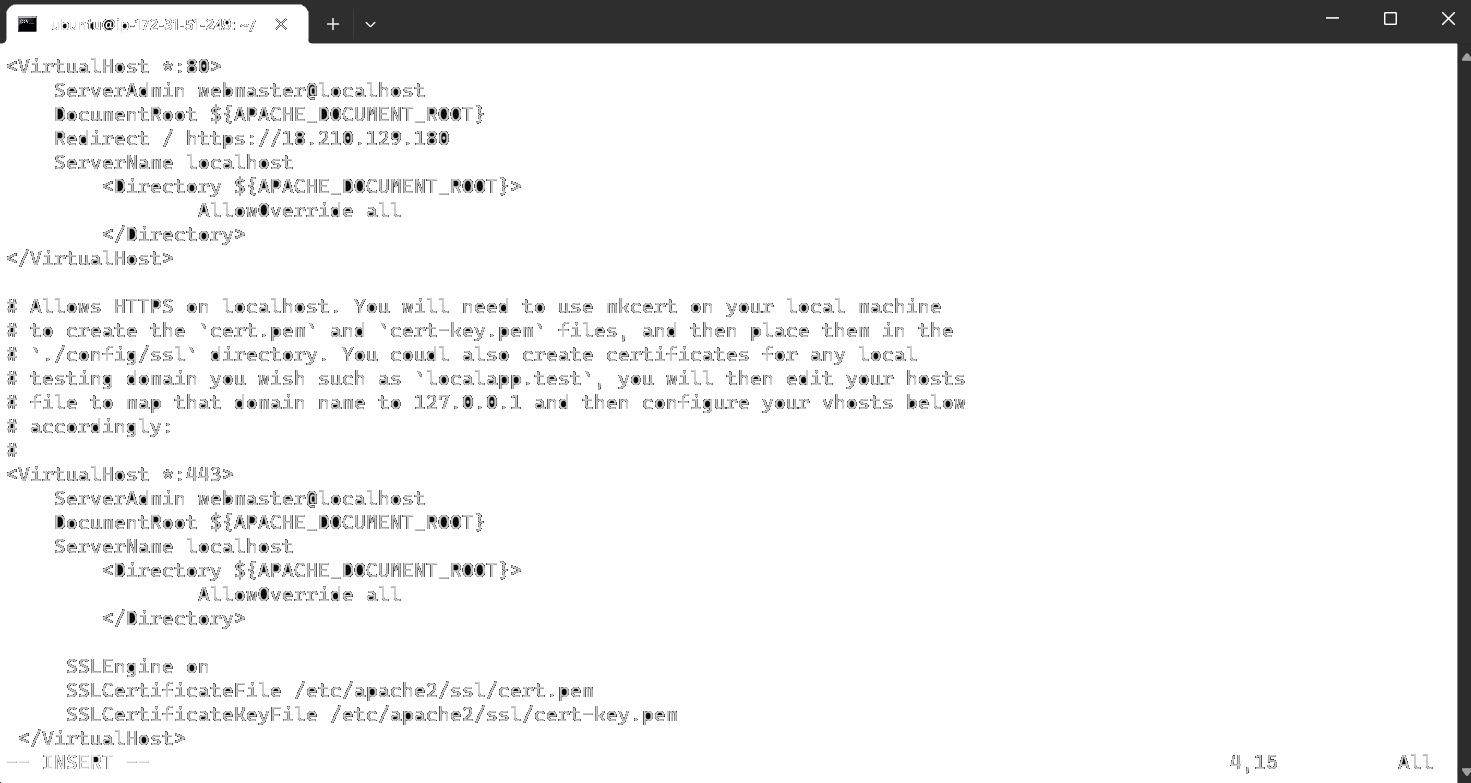 ubuntu@ip-172-31-51-249: ~/
<VirtualHost *:80>
    ServerAdmin webmaster@localhost
    DocumentRoot ${APACHE_DOCUMENT_ROOT}
    Redirect / https://18.210.129.180
    ServerName localhost
        <Directory ${APACHE_DOCUMENT_ROOT}>
                AllowOverride all
        </Directory>
</VirtualHost>

# Allows HTTPS on localhost. You will need to use mkcert on your local machine
# to create the `cert.pem` and `cert-key.pem` files, and then place them in the
# `./config/ssl` directory. You coudl also create certificates for any local
# testing domain you wish such as `localapp.test`, you will then edit your hosts
# file to map that domain name to 127.0.0.1 and then configure your vhosts below
# accordingly:
#
<VirtualHost *:443>
    ServerAdmin webmaster@localhost
    DocumentRoot ${APACHE_DOCUMENT_ROOT}
    ServerName localhost
        <Directory ${APACHE_DOCUMENT_ROOT}>
                AllowOverride all
        </Directory>

     SSLEngine on
     SSLCertificateFile /etc/apache2/ssl/cert.pem
     SSLCertificateKeyFile /etc/apache2/ssl/cert-key.pem
 </VirtualHost>
-- INSERT -- 4,15 All